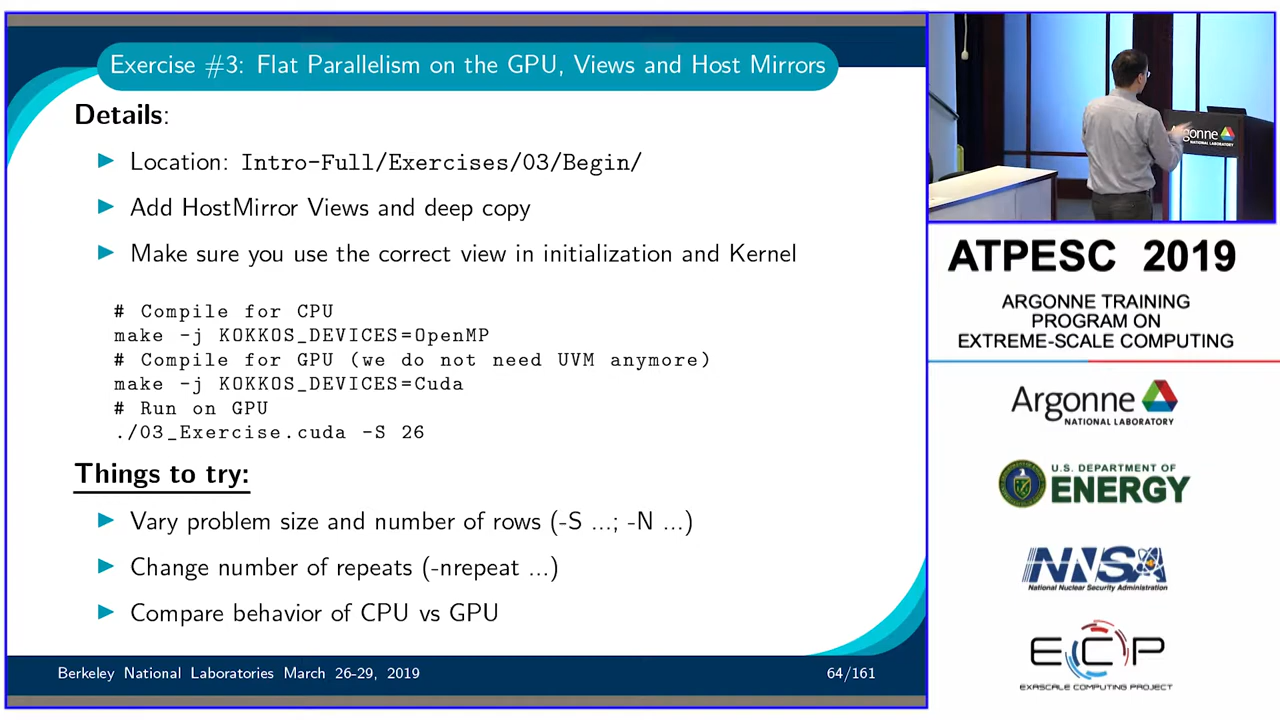 Exercise #3: Flat Parallelism on the GPU, Views and Host Mirrors
Details:
Location: Intro-Full/Exercises/03/Begin/
Add HostMirror Views and deep copy
Make sure you use the correct view in initialization and Kernel
# Compile for CPU
make -j KOKKOS_DEVICES=OpenMP
# Compile for GPU (we do not need UVM anymore)
make -j KOKKOS_DEVICES=Cuda
# Run on GPU
./03_Exercise.cuda -S 26
Things to try:
Vary problem size and number of rows (-S ...; -N ...)
Change number of repeats (-nrepeat ...)
Compare behavior of CPU vs GPU
Berkeley National Laboratories March 26-29, 2019
64/161
gonne
NATIONAL LABORATORY
ATPESC 2019
ARGONNE TRAINING
PROGRAM ON
EXTREME-SCALE COMPUTING
Argonne
NATIONAL LABORATORY
U.S. DEPARTMENT OF
ENERGY
NNSA
National Nuclear Security Administration
ECP
EXASCALE COMPUTING PROJECT